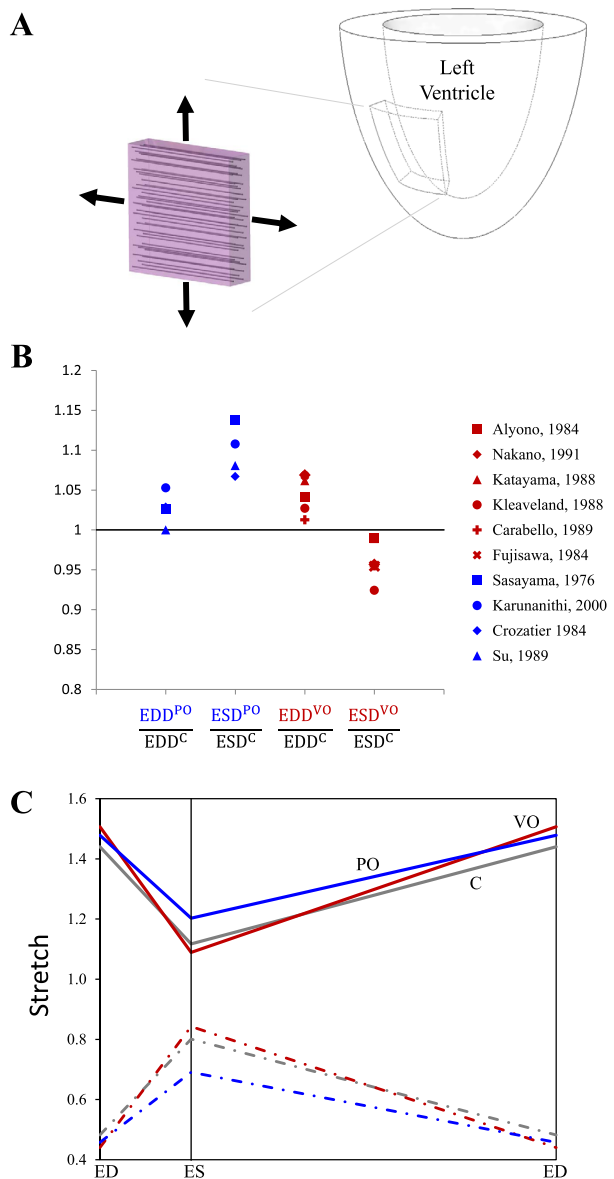 A
Left
Ventricle
B
1.2
1.15
1.1
1.05
1
0.95
0.9
0.85
0.8
EDD^PO ESD^PO EDD^VO ESD^VO
EDD^C ESD^C EDD^C ESD^C
Alyono, 1984
Nakano, 1991
Katayama, 1988
Kleaveland, 1988
Carabello, 1989
Fujisawa, 1984
Sasayama, 1976
Karunanithi, 2000
Crozatier 1984
Su, 1989
C
1.6
1.4
1.2
1.0
0.8
0.6
0.4
Stretch
VO
PO
C
ED ES ED